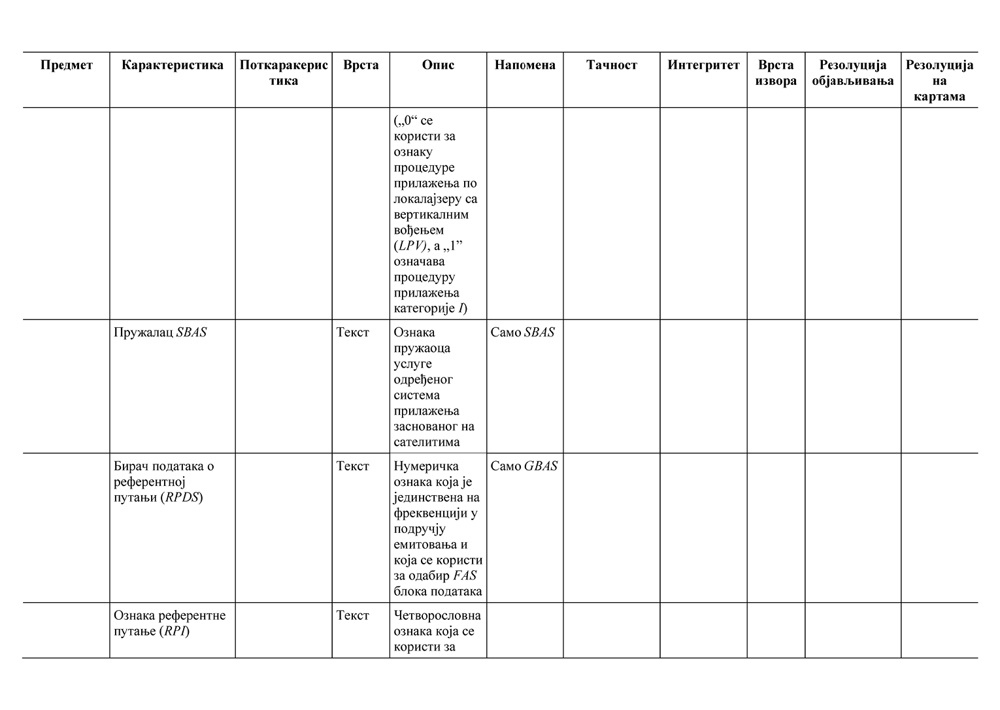 Предмет
Карактеристика
Поткаракерис
тика
Врста
Опис
Напомена
Тачност
Интегритет
Врста
извора
Резолуција
објављивања
Резолуција
на
картама
(„0“ се
користи за
ознаку
процедуре
прилажења по
локалајзеру са
вертикалним
вођењем
(LPV), а „1”
означава
процедуру
прилажења
категорије I)
Пружалац SBAS
Текст
Ознака
пружаоца
услуге
одређеног
система
прилажења
заснованог на
сателитима
Само SBAS
Бирач података о
референтној
путањи (RPDS)
Текст
Нумеричка
ознака која је
јединствена на
фреквенцији у
подручју
емитовања и
која се користи
за одабир FAS
блока података
Само GBAS
Ознака референтне
путање (RPI)
Текст
Четворословна
ознака која се
користи за